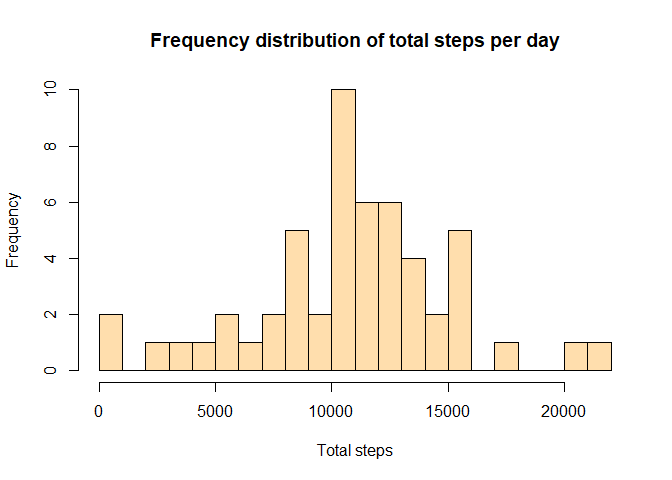 Frequency distribution of total steps per day
Frequency
10
8
6
4
2
0
0 5000 10000 15000 20000
Total steps